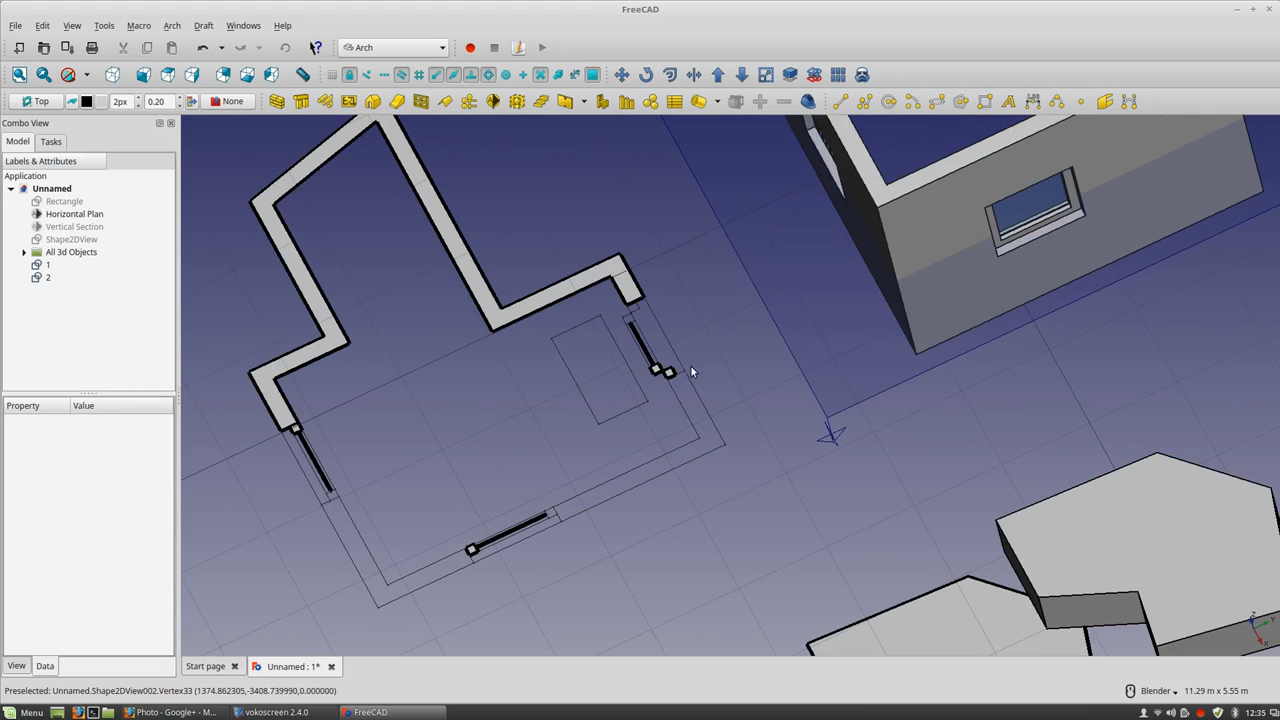 FreeCAD
File Edit View Tools Macro Arch Draft Windows Help
Arch
Top 2px 0.20 None
Combo View
Model Tasks
Labels & Attributes
Application
Unnamed
Rectangle
Horizontal Plan
Vertical Section
Shape2DView
All 3d Objects
1
2
Property Value
View Data
Start page Unnamed : 1*
Z
Y
X
Preselected: Unnamed.Shape2DView002.Vertex33 (1374.862305,-3408.739990,0.000000) Blender 11.29 m x 5.55 m
Menu Photo - Google+ - M... vokoscreen 2.4.0 FreeCAD 12:35